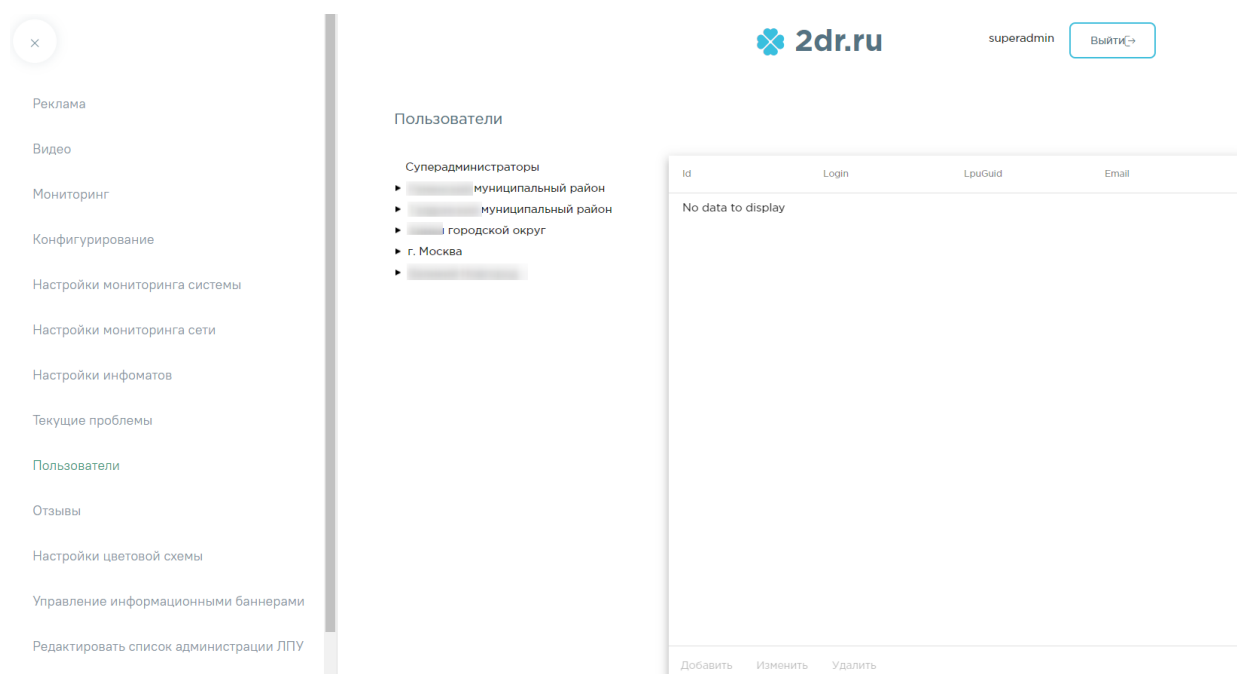 2dr.ru
superadmin
Выйти
Реклама
Видео
Мониторинг
Конфигурирование
Настройки мониторинга системы
Настройки мониторинга сети
Настройки инфоматов
Текущие проблемы
Пользователи
Отзывы
Настройки цветовой схемы
Управление информационными баннерами
Редактировать список администрации ЛПУ
Пользователи
Суперадминистраторы
муниципальный район
муниципальный район
городской округ
г. Москва
Id Login LpuGuid Email
No data to display
Добавить Изменить Удалить